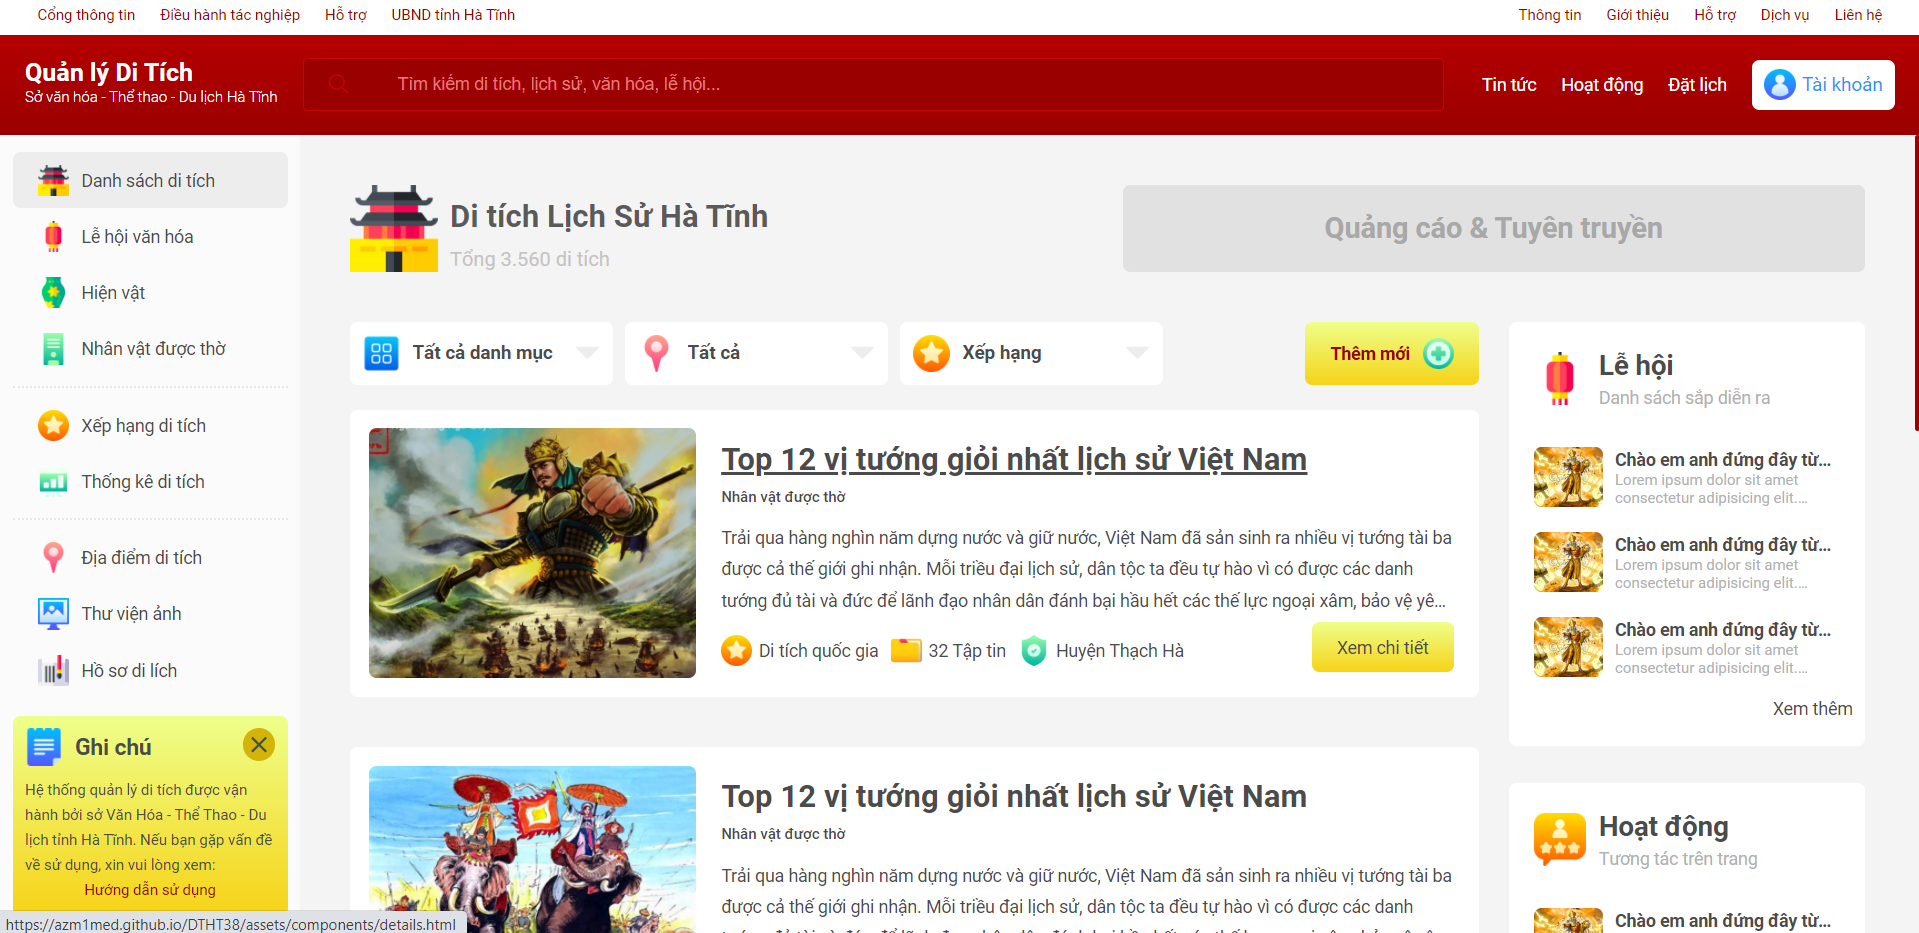 Cổng thông tin   Điều hành tác nghiệp   Hỗ trợ   UBND tỉnh Hà Tĩnh   Thông tin   Giới thiệu   Hỗ trợ   Dịch vụ   Liên hệ
Quản lý Di Tích
Sở văn hóa - Thể thao - Du lịch Hà Tĩnh
Tìm kiếm di tích, lịch sử, văn hóa, lễ hội...
Tin tức   Hoạt động   Đặt lịch   Tài khoản
Danh sách di tích
Lễ hội văn hóa
Hiện vật
Nhân vật được thờ
Xếp hạng di tích
Thống kê di tích
Địa điểm di tích
Thư viện ảnh
Hồ sơ di lích
Ghi chú
Hệ thống quản lý di tích được vận
hành bởi sở Văn Hóa - Thể Thao - Du
lịch tỉnh Hà Tĩnh. Nếu bạn gặp vấn đề
về sử dụng, xin vui lòng xem:
Hướng dẫn sử dụng
Di tích Lịch Sử Hà Tĩnh
Tổng 3.560 di tích
Quảng cáo & Tuyên truyền
Tất cả danh mục   Tất cả   Xếp hạng   Thêm mới
Top 12 vị tướng giỏi nhất lịch sử Việt Nam
Nhân vật được thờ
Trải qua hàng nghìn năm dựng nước và giữ nước, Việt Nam đã sản sinh ra nhiều vị tướng tài ba
được cả thế giới ghi nhận. Mỗi triều đại lịch sử, dân tộc ta đều tự hào vì có được các danh
tướng đủ tài và đức để lãnh đạo nhân dân đánh bại hầu hết các thế lực ngoại xâm, bảo vệ yê...
Di tích quốc gia   32 Tập tin   Huyện Thạch Hà   Xem chi tiết
Top 12 vị tướng giỏi nhất lịch sử Việt Nam
Nhân vật được thờ
Trải qua hàng nghìn năm dựng nước và giữ nước, Việt Nam đã sản sinh ra nhiều vị tướng tài ba
được cả thế giới ghi nhận. Mỗi triều đại lịch sử, dân tộc ta đều tự hào vì có được các danh
Lễ hội
Danh sách sắp diễn ra
Chào em anh đứng đây từ...
Lorem ipsum dolor sit amet
consectetur adipisicing elit....
Chào em anh đứng đây từ...
Lorem ipsum dolor sit amet
consectetur adipisicing elit....
Chào em anh đứng đây từ...
Lorem ipsum dolor sit amet
consectetur adipisicing elit....
Xem thêm
Hoạt động
Tương tác trên trang
Chào em anh đứng đây từ...
https://azm1med.github.io/DTHT38/assets/components/details.html